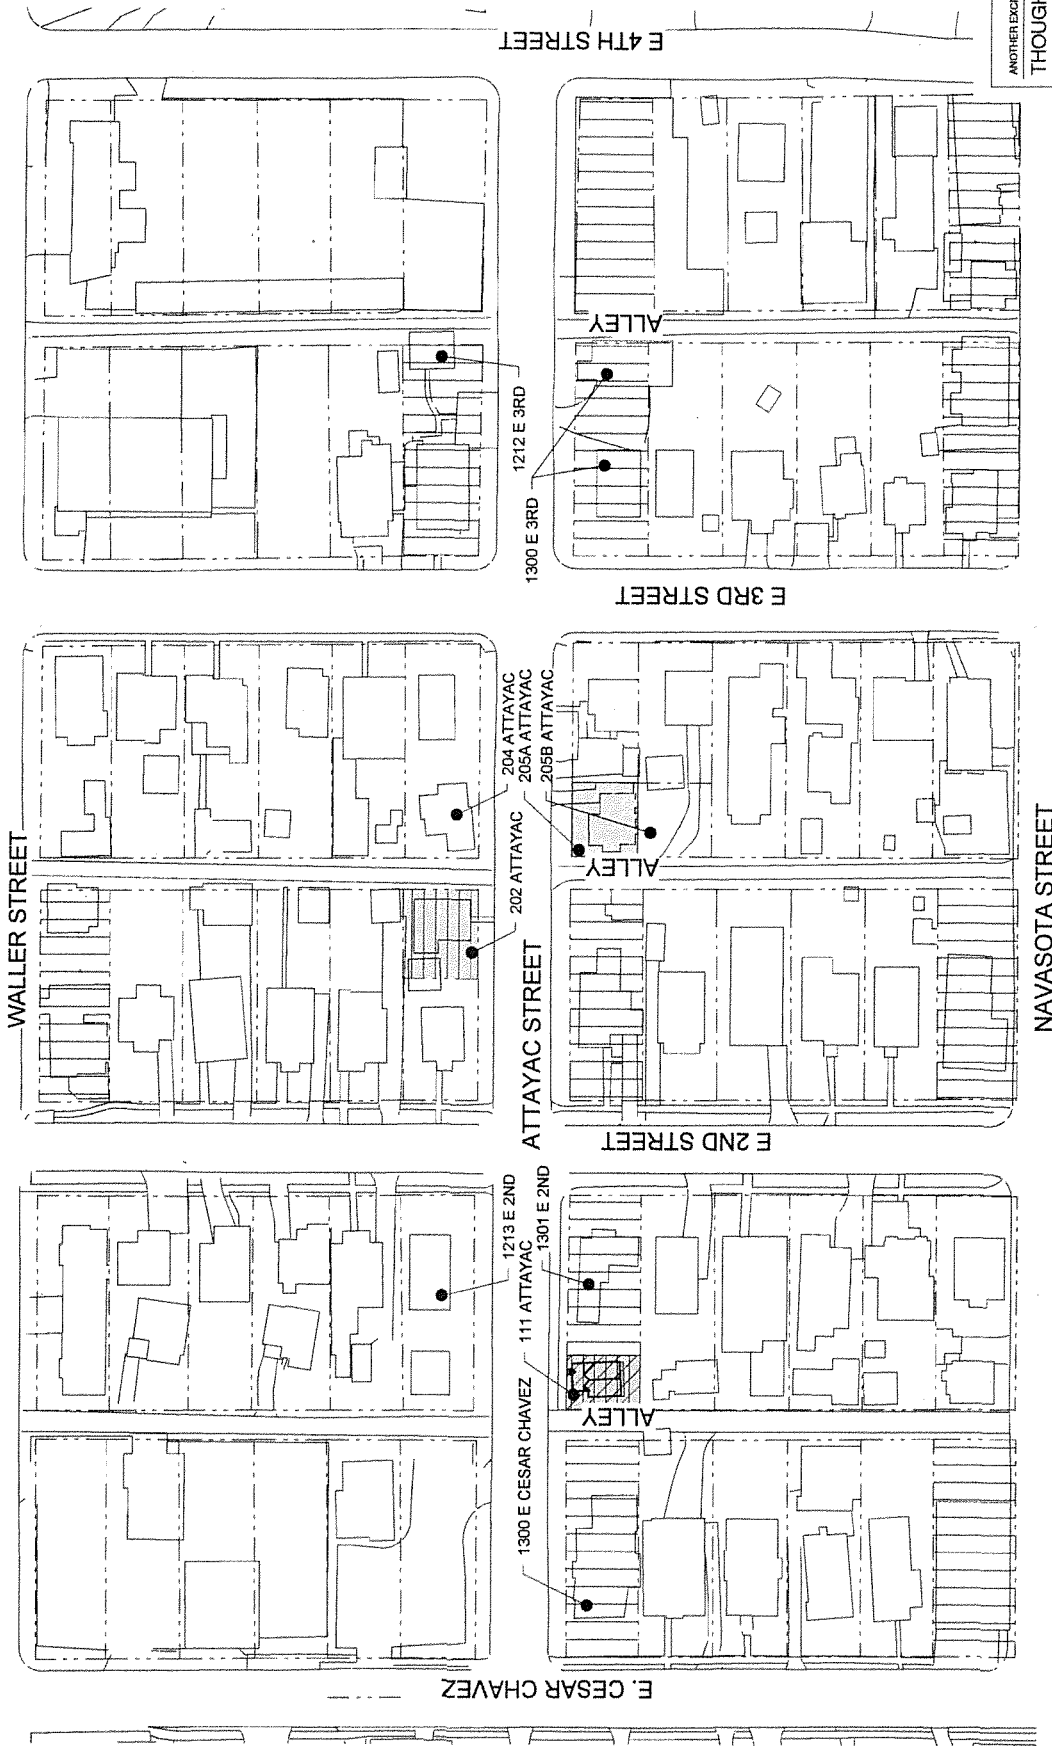 E 4TH STREET
ANOTHER EXC
THOUGH
ALLEY
1212 E 3RD
1300 E 3RD
E 3RD STREET
WALLER STREET
204 ATTAYAC
205A ATTAYAC
205B ATTAYAC
202 ATTAYAC
ALLEY
ATTAYAC STREET
NAVASOTA STREET
E 2ND STREET
1213 E 2ND
1301 E 2ND
111 ATTAYAC
1300 E CESAR CHAVEZ
ALLEY
E. CESAR CHAVEZ